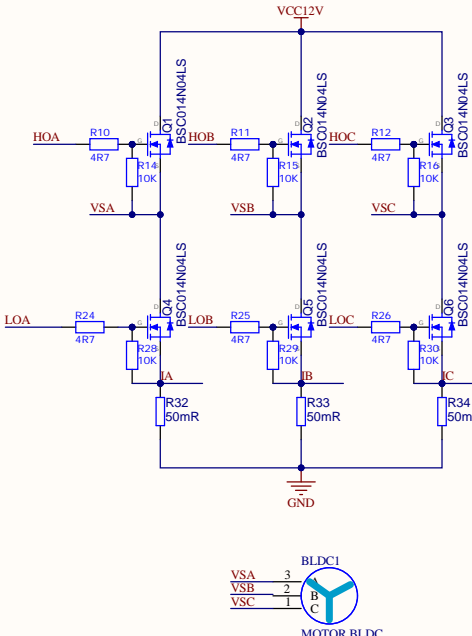 VCC12V
D
D
D
Q1
BSC014N04LS
Q2
BSC014N04LS
Q3
BSC014N04LS
HOA
R10
4R7
G
HOB
R11
4R7
G
HOC
R12
4R7
G
R14
10K
R15
10K
R16
10K
VSA
VSB
VSC
D
D
D
Q4
BSC014N04LS
Q5
BSC014N04LS
Q6
BSC014N04LS
LOA
R24
4R7
G
LOB
R25
4R7
G
LOC
R26
4R7
G
R28
10K
R29
10K
R30
10K
IA
IB
IC
R32
50mR
R33
50mR
R34
50m
GND
BLDC1
VSA 3 A
VSB 2 B
VSC 1 C
MOTOR BLDC